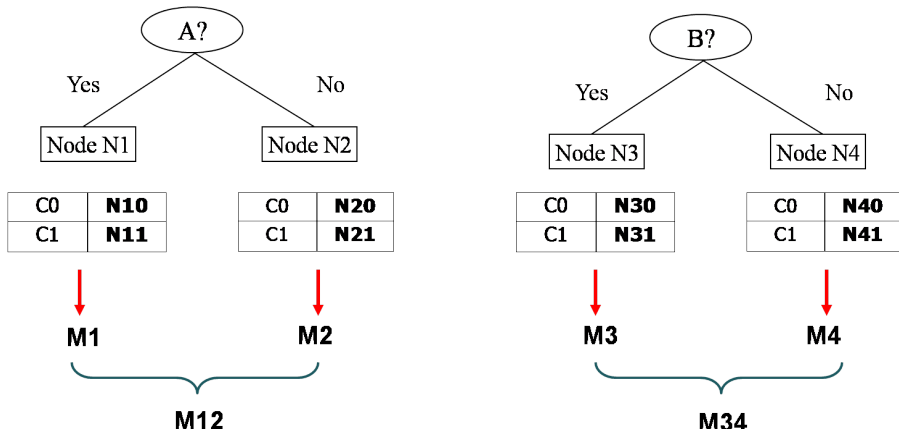 A?
Yes
No
Node N1
Node N2
C0 N10
C1 N11
C0 N20
C1 N21
M1
M2
M12
B?
Yes
No
Node N3
Node N4
C0 N30
C1 N31
C0 N40
C1 N41
M3
M4
M34